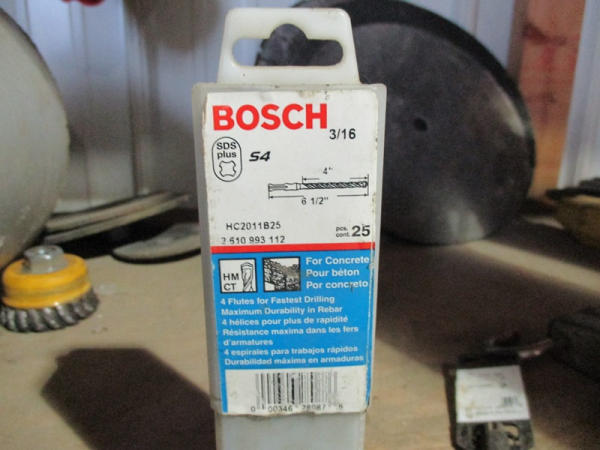 BOSCH
3/16
SDS
plus
S4
4"
6 1/2"
HC2011B25
2 610 993 112
pcs.
cont. 25
HM
CT
For Concrete
Pour béton
Por concreto
4 Flutes for Fastest Drilling
Maximum Durability in Rebar
4 hélices pour plus de rapidité
Résistance maxima dans les fers
d'armatures
4 espirales para trabajos rápidos
Durabilidad máxima en armaduras